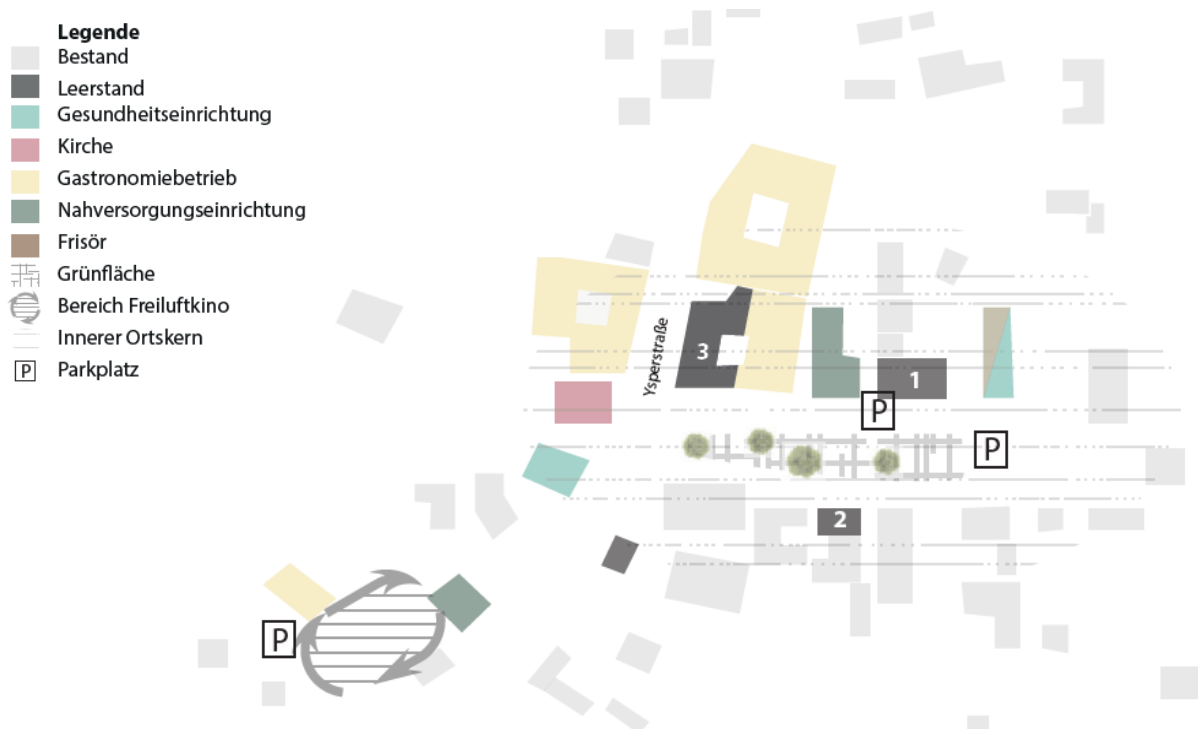 Legende
Bestand
Leerstand
Gesundheitseinrichtung
Kirche
Gastronomiebetrieb
Nahversorgungseinrichtung
Frisör
Grünfläche
Bereich Freiluftkino
Innerer Ortskern
P Parkplatz
Ysperstraße
3
1
P
P
2
P